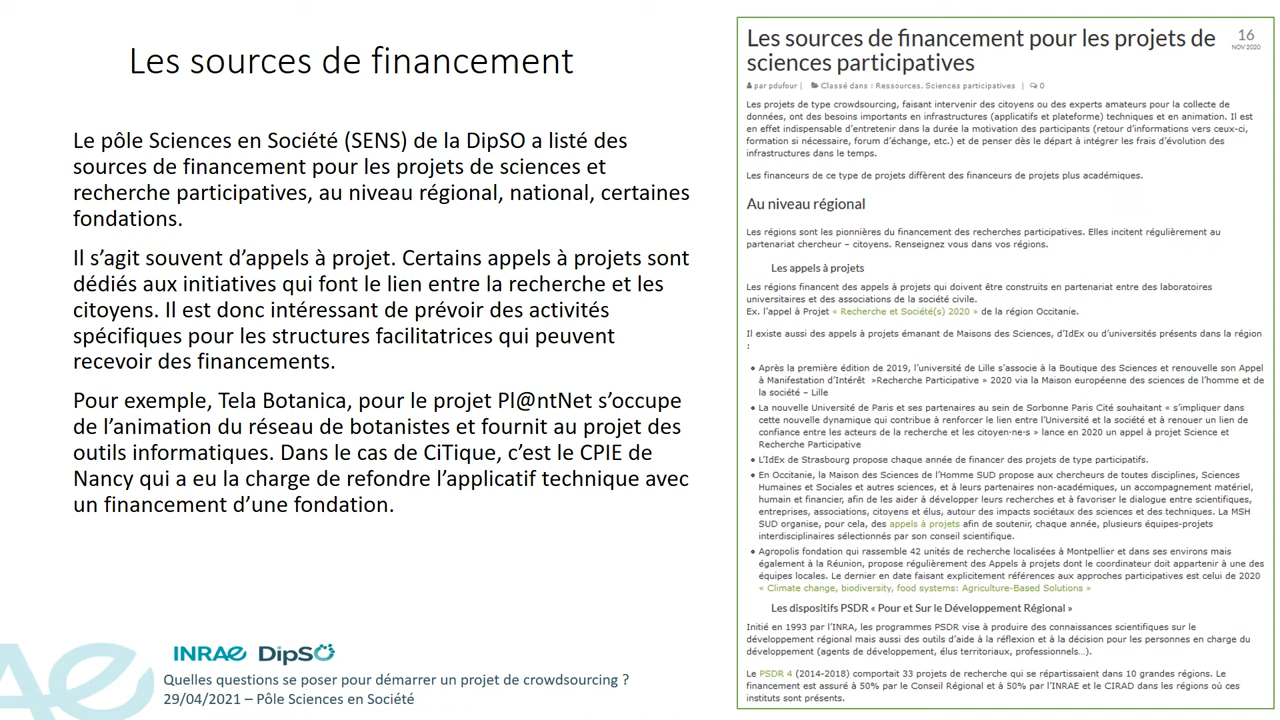 Les sources de financement
Le pôle Sciences en Société (SENS) de la DipSO a listé des
sources de financement pour les projets de sciences et
recherche participatives, au niveau régional, national, certaines
fondations.
Il s’agit souvent d’appels à projet. Certains appels à projets sont
dédiés aux initiatives qui font le lien entre la recherche et les
citoyens. Il est donc intéressant de prévoir des activités
spécifiques pour les structures facilitatrices qui peuvent
recevoir des financements.
Pour exemple, Tela Botanica, pour le projet Pl@ntNet s’occupe
de l’animation du réseau de botanistes et fournit au projet des
outils informatiques. Dans le cas de CiTique, c’est le CPIE de
Nancy qui a eu la charge de refondre l’applicatif technique avec
un financement d’une fondation.
INRAE DipSO
Quelles questions se poser pour démarrer un projet de crowdsourcing ?
29/04/2021 – Pôle Sciences en Société
Les sources de financement pour les projets de
sciences participatives
16
NOV 2020
par pdufour | Classé dans : Ressources, Sciences participatives | 0
Les projets de type crowdsourcing, faisant intervenir des citoyens ou des experts amateurs pour la collecte de
données, ont des besoins importants en infrastructures (applicatifs et plateforme) techniques et en animation. Il est
en effet indispensable d’entretenir dans la durée la motivation des participants (retour d’informations vers ceux-ci,
formation si nécessaire, forum d’échange, etc.) et de penser dès le départ à intégrer les frais d’évolution des
infrastructures dans le temps.
Les financeurs de ce type de projets diffèrent des financeurs de projets plus académiques.
Au niveau régional
Les régions sont les pionnières du financement des recherches participatives. Elles incitent régulièrement au
partenariat chercheur – citoyens. Renseignez vous dans vos régions.
Les appels à projets
Les régions financent des appels à projets qui doivent être construits en partenariat entre des laboratoires
universitaires et des associations de la société civile.
Ex. l’appel à Projet « Recherche et Société(s) 2020 » de la région Occitanie.
Il existe aussi des appels à projets émanant de Maisons des Sciences, d’IdEx ou d’universités présents dans la région
:
• Après la première édition de 2019, l’université de Lille s’associe à la Boutique des Sciences et renouvelle son Appel
à Manifestation d’Intérêt »Recherche Participative » 2020 via la Maison européenne des sciences de l’homme et de
la société – Lille
• La nouvelle Université de Paris et ses partenaires au sein de Sorbonne Paris Cité souhaitant « s’impliquer dans
cette nouvelle dynamique qui contribue à renforcer le lien entre l’Université et la société et à renouer un lien de
confiance entre les acteurs de la recherche et les citoyen·ne·s » lance en 2020 un appel à projet Science et
Recherche Participative
• L’IdEx de Strasbourg propose chaque année de financer des projets de type participatifs.
• En Occitanie, la Maison des Sciences de l’Homme SUD propose aux chercheurs de toutes disciplines, Sciences
Humaines et Sociales et autres sciences, et à leurs partenaires non-académiques, un accompagnement matériel,
humain et financier, afin de les aider à développer leurs recherches et à favoriser le dialogue entre scientifiques,
entreprises, associations, citoyens et élus, autour des impacts sociétaux des sciences et des techniques. La MSH
SUD organise, pour cela, des appels à projets afin de soutenir, chaque année, plusieurs équipes-projets
interdisciplinaires sélectionnés par son conseil scientifique.
• Agropolis fondation qui rassemble 42 unités de recherche localisées à Montpellier et dans ses environs mais
également à la Réunion, propose régulièrement des Appels à projets dont le coordinateur doit appartenir à une des
équipes locales. Le dernier en date faisant explicitement références aux approches participatives est celui de 2020
« Climate change, biodiversity, food systems: Agriculture-Based Solutions »
Les dispositifs PSDR « Pour et Sur le Développement Régional »
Initié en 1993 par l’INRA, les programmes PSDR vise à produire des connaissances scientifiques sur le
développement régional mais aussi des outils d’aide à la réflexion et à la décision pour les personnes en charge du
développement (agents de développement, élus territoriaux, professionnels…).
Le PSDR 4 (2014-2018) comportait 33 projets de recherche qui se répartissaient dans 10 grandes régions. Le
financement est assuré à 50% par le Conseil Régional et à 50% par l’INRAE et le CIRAD dans les régions où ces
instituts sont présents.